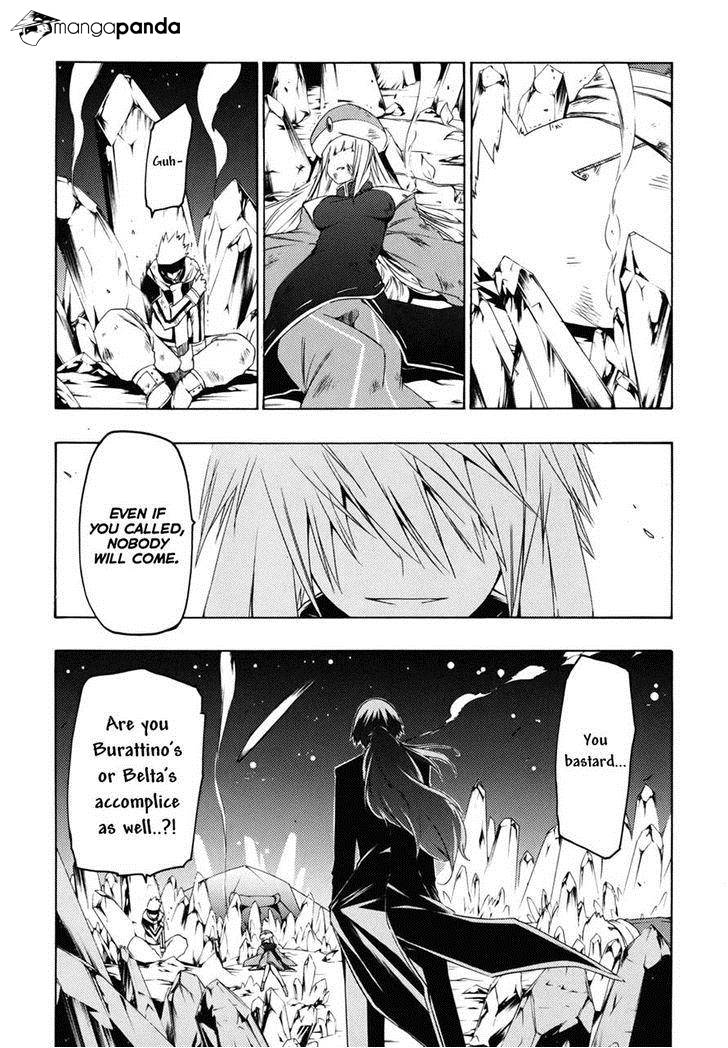 mangapanda
Guh-
EVEN IF
YOU CALLED,
NOBODY
WILL COME.
You
bastard...
Are you
Burattino's
or Belta's
accomplice
as well..?!